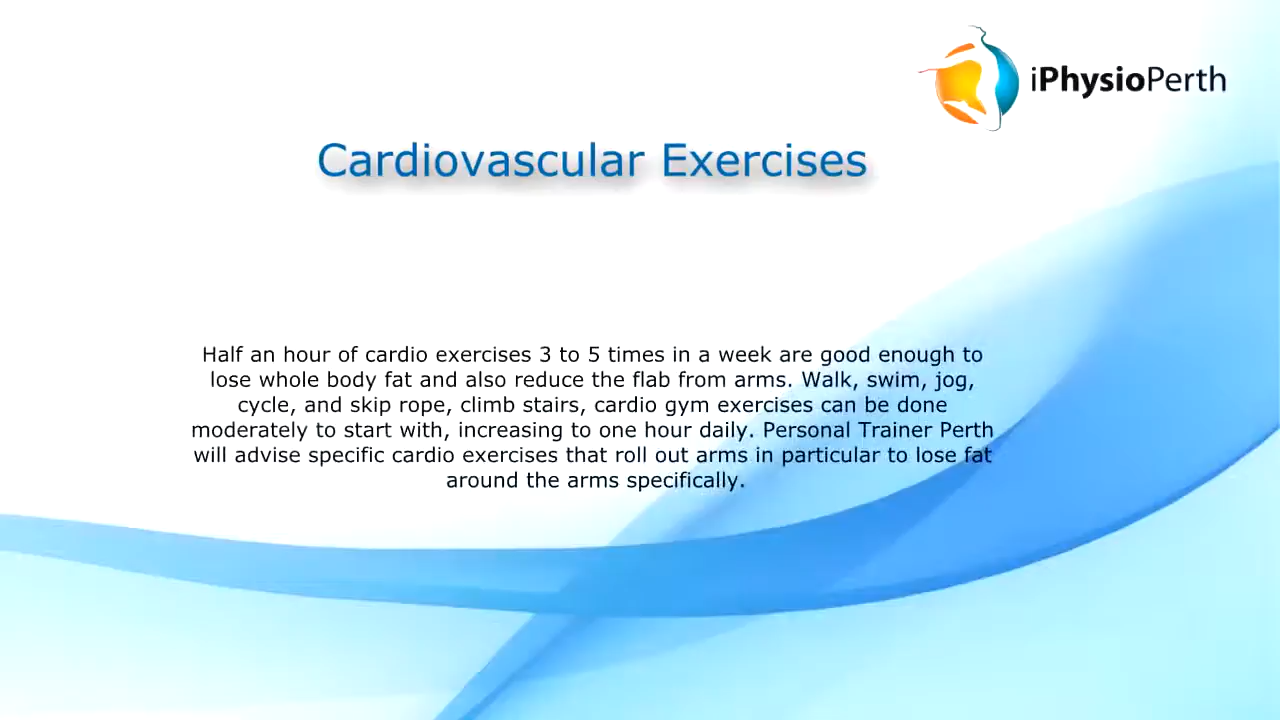 iPhysioPerth
Cardiovascular Exercises
Half an hour of cardio exercises 3 to 5 times in a week are good enough to
lose whole body fat and also reduce the flab from arms. Walk, swim, jog,
cycle, and skip rope, climb stairs, cardio gym exercises can be done
moderately to start with, increasing to one hour daily. Personal Trainer Perth
will advise specific cardio exercises that roll out arms in particular to lose fat
around the arms specifically.